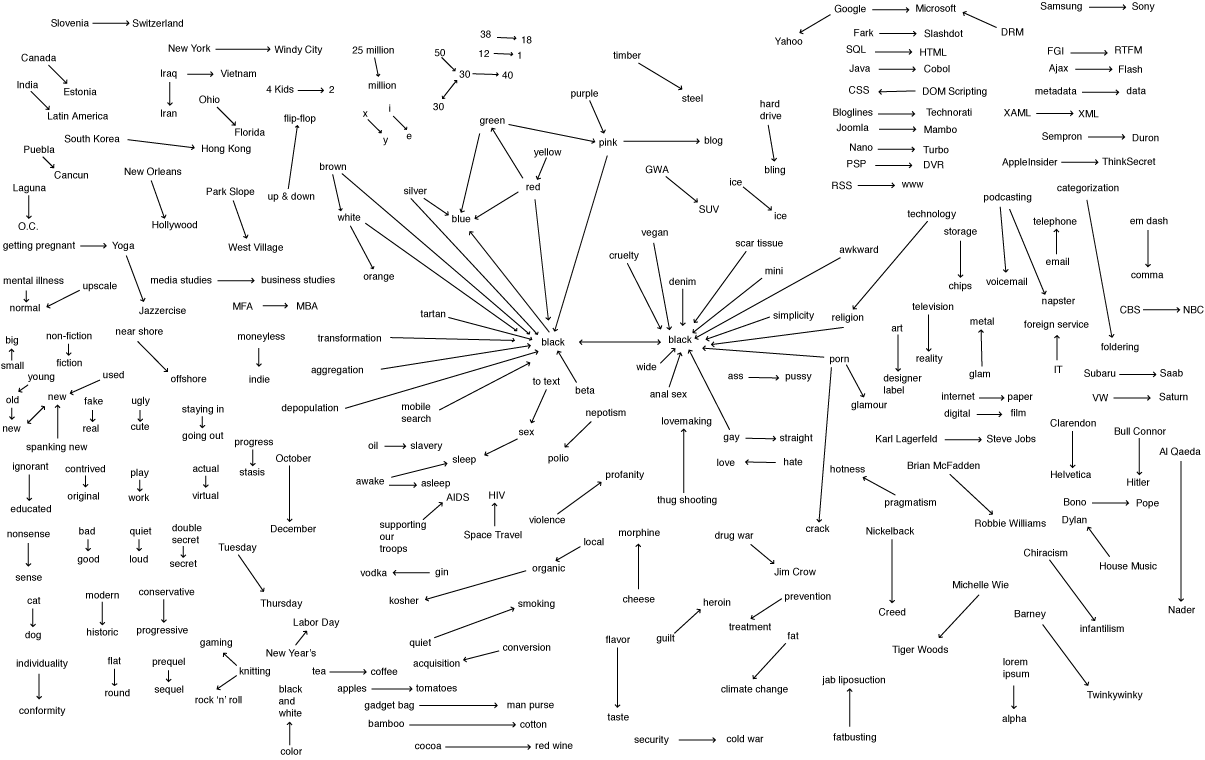 Slovenia Switzerland
New York Windy City
25 million
million
50
30 40
30
38 18
12 1
timber
steel
Google Microsoft
Yahoo
DRM
Samsung Sony
Canada
Estonia
India
Latin America
Iraq Vietnam
Iran
Ohio
Florida
4 Kids 2
x
y
i
e
flip-flop
up & down
South Korea
Hong Kong
Puebla
Cancun
Laguna
O.C.
New Orleans
Hollywood
Park Slope
West Village
purple
green
pink blog
yellow
red
brown
white
silver
blue
orange
hard
drive
bling
GWA
SUV
ice
ice
Fark Slashdot
SQL HTML
Java Cobol
CSS DOM Scripting
Bloglines Technorati
Joomla Mambo
Nano Turbo
PSP DVR
RSS www
FGI RTFM
Ajax Flash
metadata data
XAML XML
Sempron Duron
AppleInsider ThinkSecret
categorization
foldering
podcasting
voicemail
napster
technology
religion
storage
chips
telephone
email
em dash
comma
CBS NBC
getting pregnant Yoga
Jazzercise
mental illness
normal
upscale
media studies business studies
MFA MBA
near shore
offshore
moneyless
indie
big
small
non-fiction
fiction
young
old
new
new
used
spanking new
fake
real
ugly
cute
staying in
going out
progress
stasis
tartan
transformation
aggregation
depopulation
mobile
search
black
black
beta
to text
sex
sleep
awake
asleep
nepotism
polio
oil slavery
cruelty
vegan
denim
scar tissue
mini
awkward
simplicity
wide
anal sex
porn
glamour
crack
ass pussy
gay straight
love hate
lovemaking
thug shooting
art
designer
label
television
reality
metal
glam
foreign service
IT
Subaru Saab
VW Saturn
internet paper
digital film
Karl Lagerfeld Steve Jobs
Clarendon
Helvetica
Bull Connor
Hitler
Al Qaeda
Nader
Brian McFadden
Robbie Williams
Bono Pope
Dylan
House Music
hotness
pragmatism
Nickelback
Creed
ignorant
educated
contrived
original
play
work
actual
virtual
October
December
nonsense
sense
bad
good
quiet
loud
double
secret
secret
Tuesday
Thursday
AIDS
supporting
our
troops
HIV
Space Travel
profanity
violence
local
organic
kosher
vodka gin
morphine
cheese
drug war
Jim Crow
prevention
treatment
heroin
guilt
fat
climate change
Chiracism
infantilism
Michelle Wie
Tiger Woods
Barney
Twinkywinky
cat
dog
modern
historic
conservative
progressive
gaming
knitting
rock 'n' roll
Labor Day
New Year's
quiet
smoking
conversion
acquisition
flavor
taste
individuality
conformity
flat
round
prequel
sequel
tea coffee
apples tomatoes
gadget bag man purse
bamboo cotton
cocoa red wine
black
and
white
color
security cold war
jab liposuction
fatbusting
lorem
ipsum
alpha